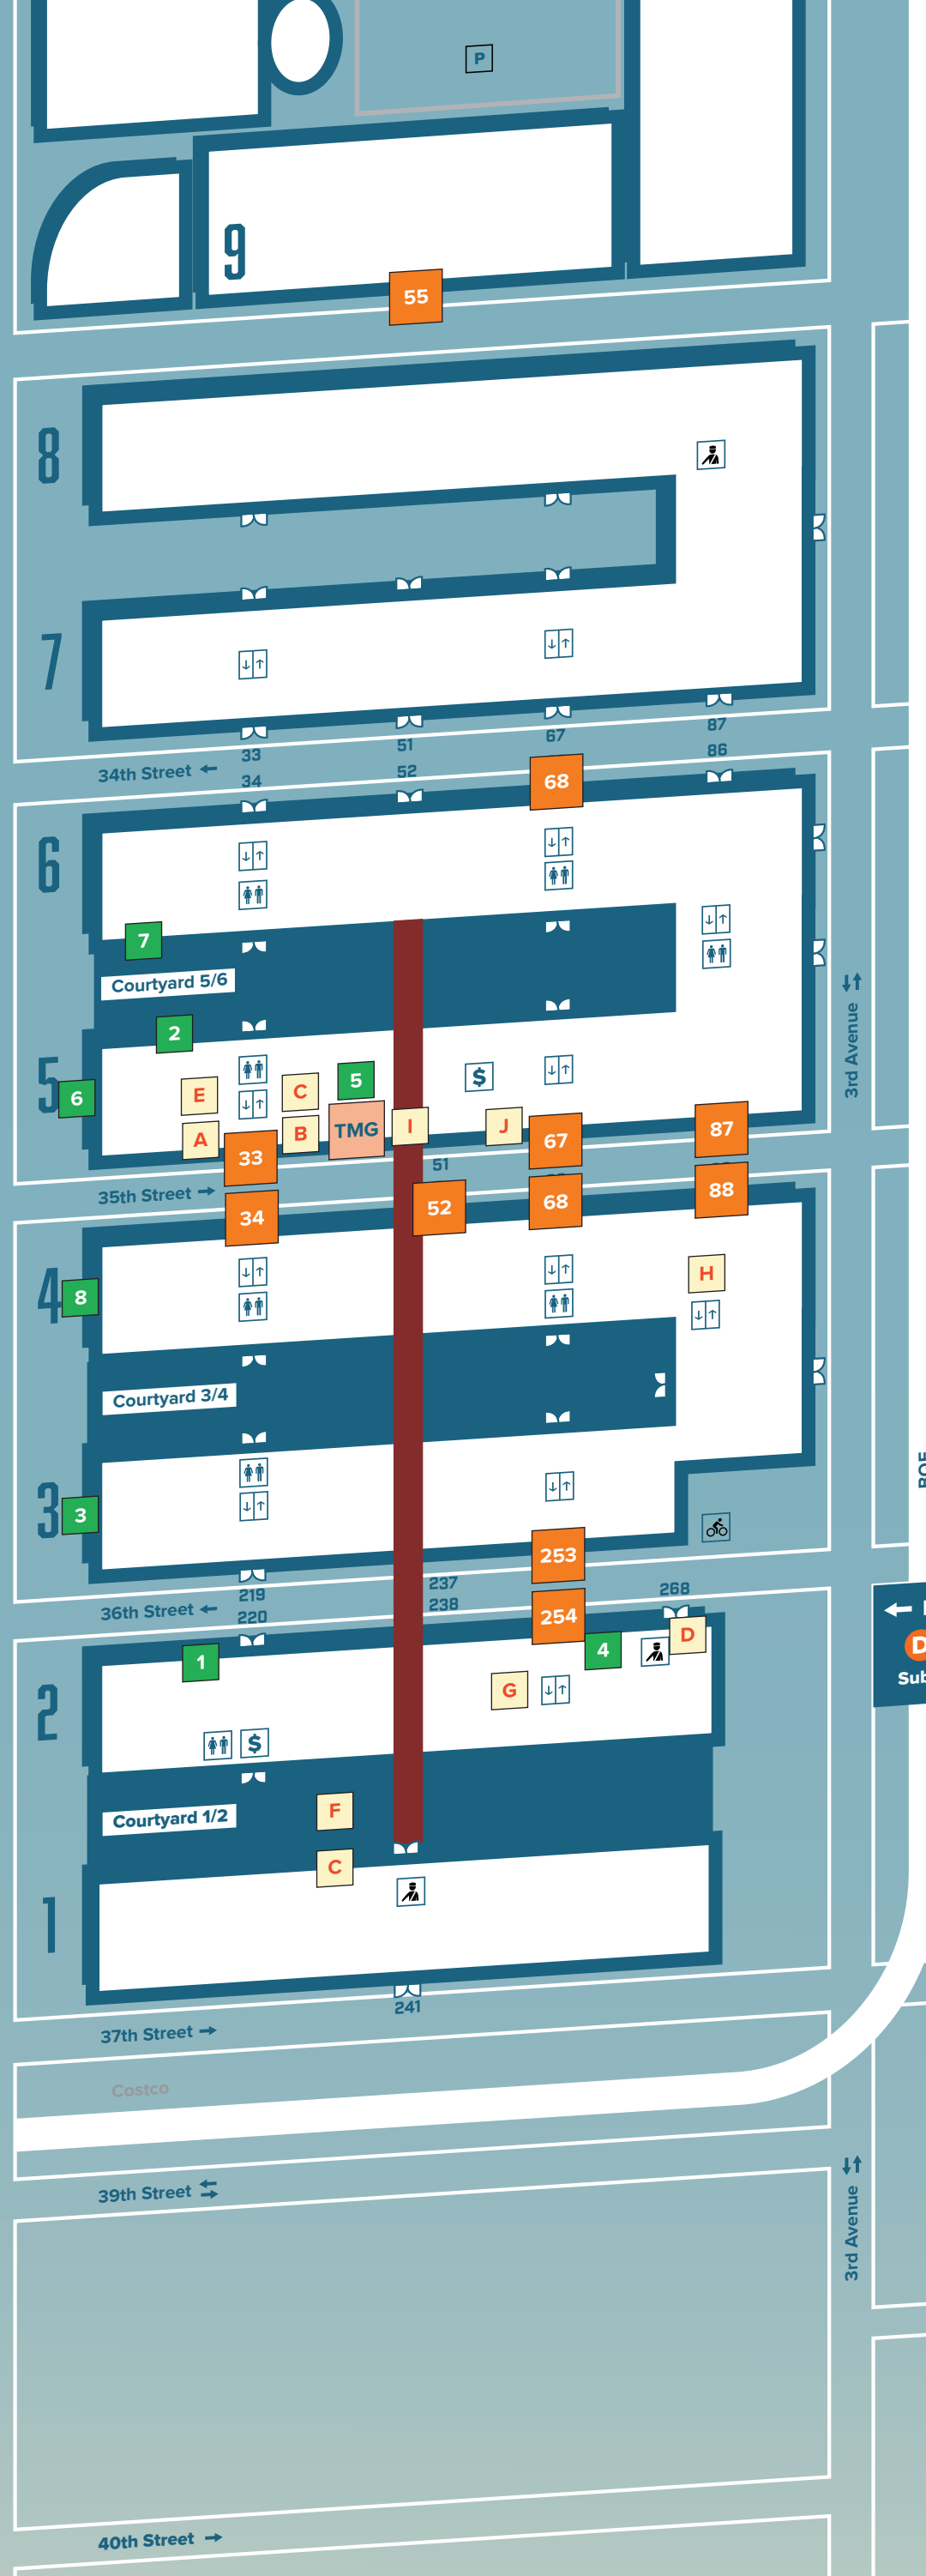 P
9
55
8
7
33
51
67
87
34th Street ←
34
52
68
86
6
7
Courtyard 5/6
2
5
6
E
C
5
$
A
B
TMG
I
J
67
87
33
51
35th Street →
34
52
68
88
3rd Avenue
4
8
H
Courtyard 3/4
3
3
253
219
237
268
36th Street ←
220
238
254
1
4
D
2
G
$
Courtyard 1/2
F
C
1
241
37th Street →
Costco
39th Street
3rd Avenue
40th Street →
←
D
Sub